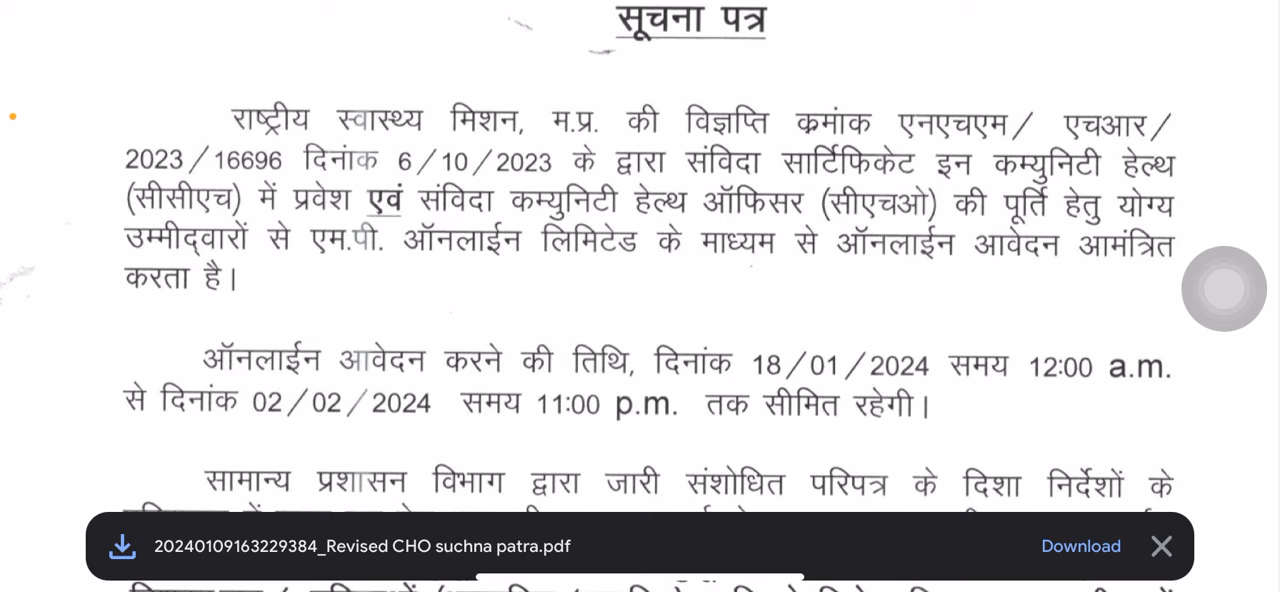 सूचना पत्र
राष्ट्रीय स्वास्थ्य मिशन, म.प्र. की विज्ञप्ति क्रमांक एनएचएम/ एचआर/
2023/16696 दिनांक 6/10/2023 के द्वारा संविदा सार्टिफिकेट इन कम्युनिटी हेल्थ
(सीसीएच) में प्रवेश एवं संविदा कम्युनिटी हेल्थ ऑफिसर (सीएचओ) की पूर्ति हेतु योग्य
उम्मीद्वारों से एम.पी. ऑनलाईन लिमिटेड के माध्यम से ऑनलाईन आवेदन आमंत्रित
करता है।
ऑनलाईन आवेदन करने की तिथि, दिनांक 18/01/2024 समय 12:00 a.m.
से दिनांक 02/02/2024 समय 11:00 p.m. तक सीमित रहेगी।
सामान्य प्रशासन विभाग द्वारा जारी संशोधित परिपत्र के दिशा निर्देशों के
20240109163229384_Revised CHO suchna patra.pdf Download